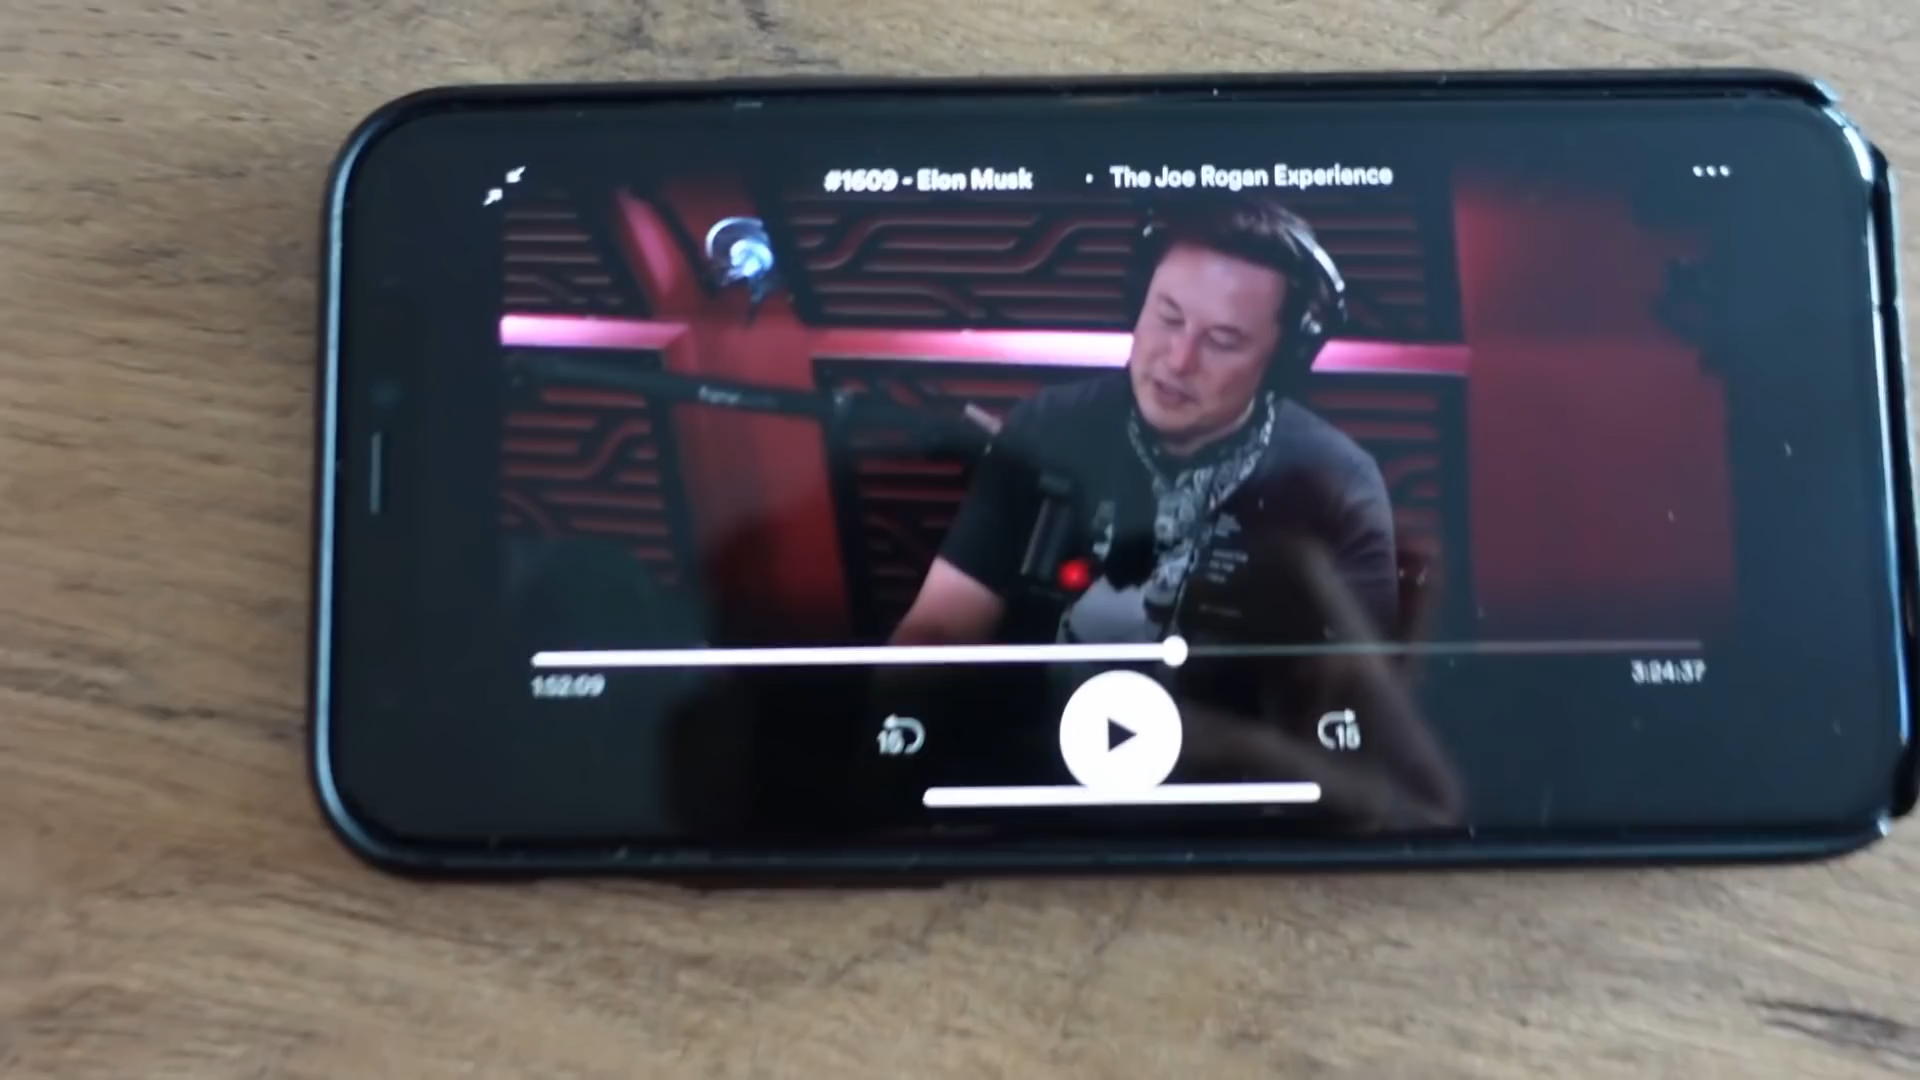 #1609 - Elon Musk • The Joe Rogan Experience
1:52:09
3:24:37
15
15